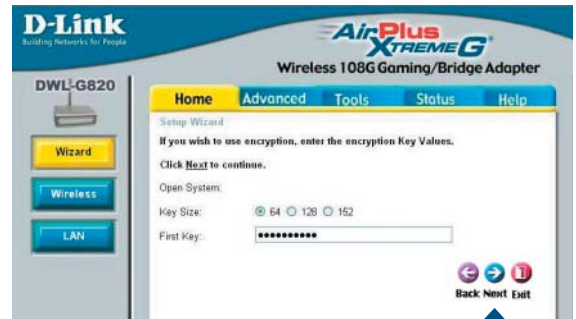 D-Link
Building Networks for People
AirPlus
XTREME G
Wireless 108G Gaming/Bridge Adapter
DWL-G820
Home Advanced Tools Status Help
Wizard
Wireless
LAN
Setup Wizard
If you wish to use encryption, enter the encryption Key Values.
Click Next to continue.
Open System:
Key Size: 64 128 152
First Key: ••••••••••
Back Next Exit